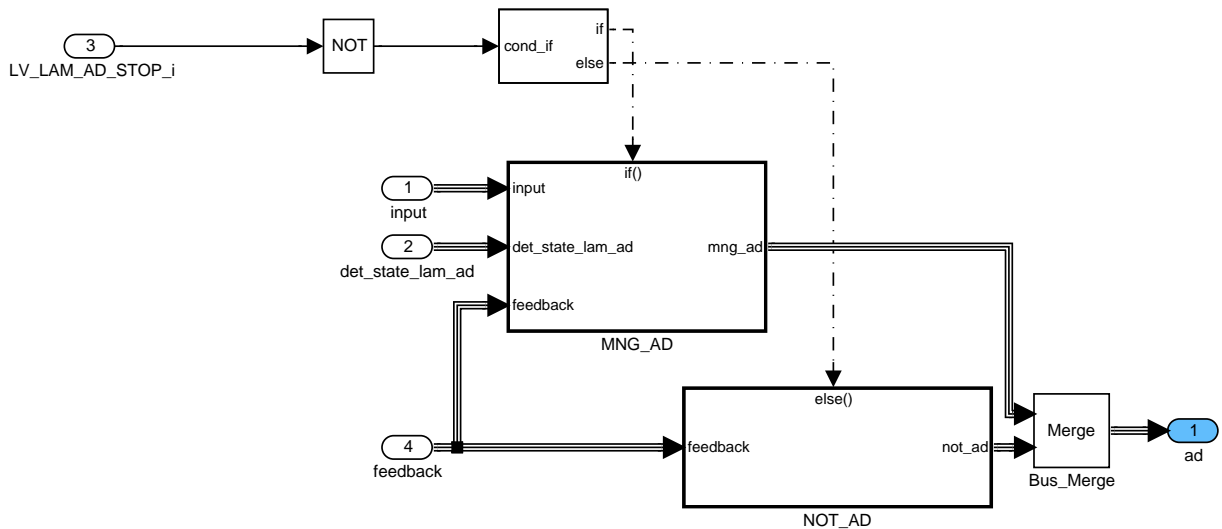 3
LV_LAM_AD_STOP_i
NOT
cond_if
if
else
if()
1
input
input
2
det_state_lam_ad
det_state_lam_ad
mng_ad
feedback
MNG_AD
else()
4
feedback
feedback
not_ad
NOT_AD
Merge
Bus_Merge
1
ad